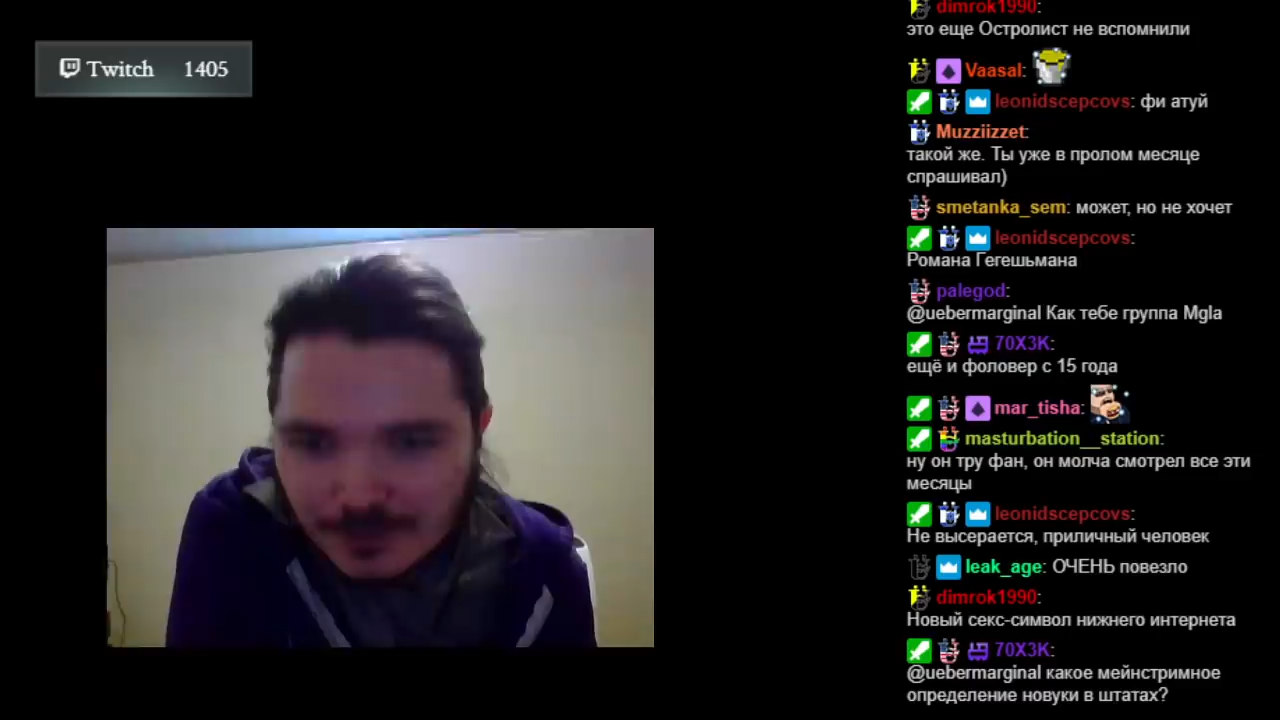 Twitch 1405
dimrok1990:
это еще Остролист не вспомнили
Vaasal:
leonidscepcovs: фи атуй
Muzziizzet:
такой же. Ты уже в пролом месяце
спрашивал)
smetanka_sem: может, но не хочет
leonidscepcovs:
Романа Гегешьмана
palegod:
@uebermarginal Как тебе группа Mgla
70X3K:
ещё и фоловер с 15 года
mar_tisha:
masturbation__station:
ну он тру фан, он молча смотрел все эти
месяцы
leonidscepcovs:
Не высерается, приличный человек
leak_age: ОЧЕНЬ повезло
dimrok1990:
Новый секс-символ нижнего интернета
70X3K:
@uebermarginal какое мейнстримное
определение новуки в штатах?